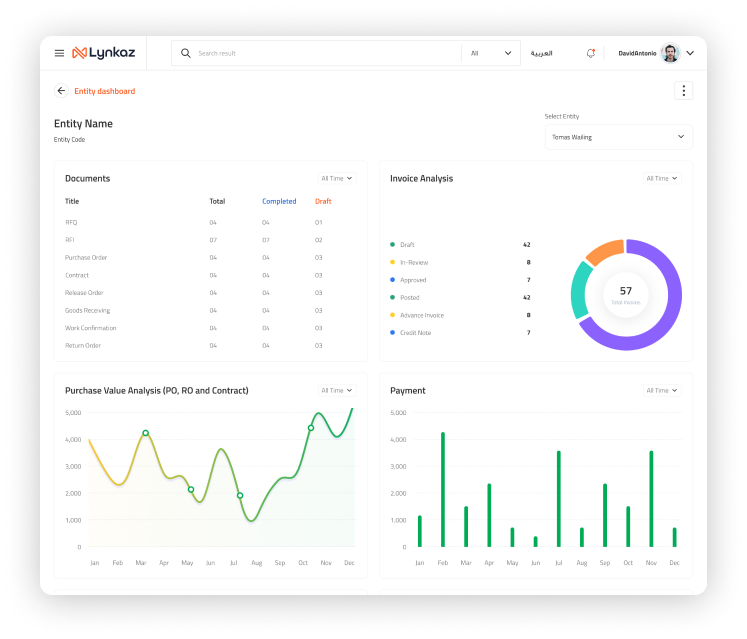 Lynkaz
Search result
All
العربية
DavidAntonio
Entity dashboard
Entity Name
Entity Code
Select Entity
Tomas Wailing
Documents
All Time
Title Total Completed Draft
RFQ 04 04 01
RFI 07 07 02
Purchase Order 04 04 03
Contract 04 04 03
Release Order 04 04 03
Goods Receiving 04 04 03
Work Confirmation 04 04 03
Return Order 04 04 03
Invoice Analysis
All Time
Draft 42
In-Review 8
Approved 7
Posted 42
Advance Invoice 8
Credit Note 7
57
Total Invoice
Purchase Value Analysis (PO, RO and Contract)
All Time
5,000
4,000
3,000
2,000
1,000
0
Jan Feb Mar Apr May Jun Jul Aug Sep Oct Nov Dec
Payment
All Time
5,000
4,000
3,000
2,000
1,000
0
Jan Feb Mar Apr May Jun Jul Aug Sep Oct Nov Dec